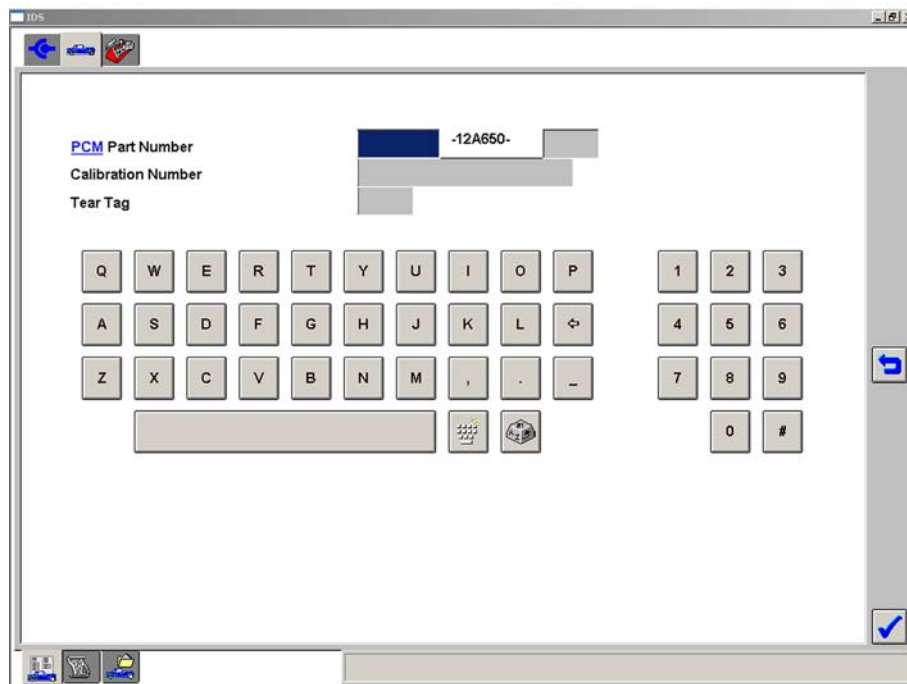 IDS
PCM Part Number -12A650-
Calibration Number
Tear Tag
Q W E R T Y U I O P 1 2 3
A S D F G H J K L 4 5 6
Z X C V B N M , . _ 7 8 9
0 #